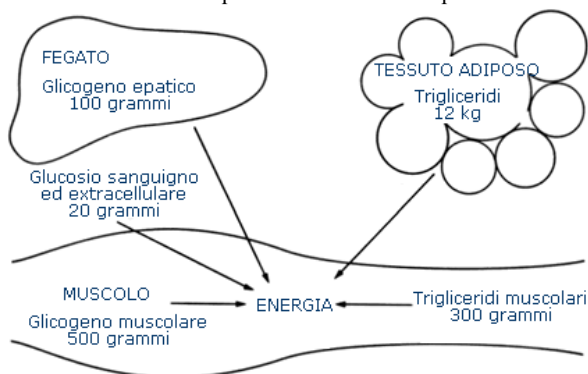 FEGATO
Glicogeno epatico
100 grammi
TESSUTO ADIPOSO
Trigliceridi
12 kg
Glucosio sanguigno
ed extracellulare
20 grammi
MUSCOLO
Glicogeno muscolare
500 grammi
ENERGIA
Trigliceridi muscolari
300 grammi